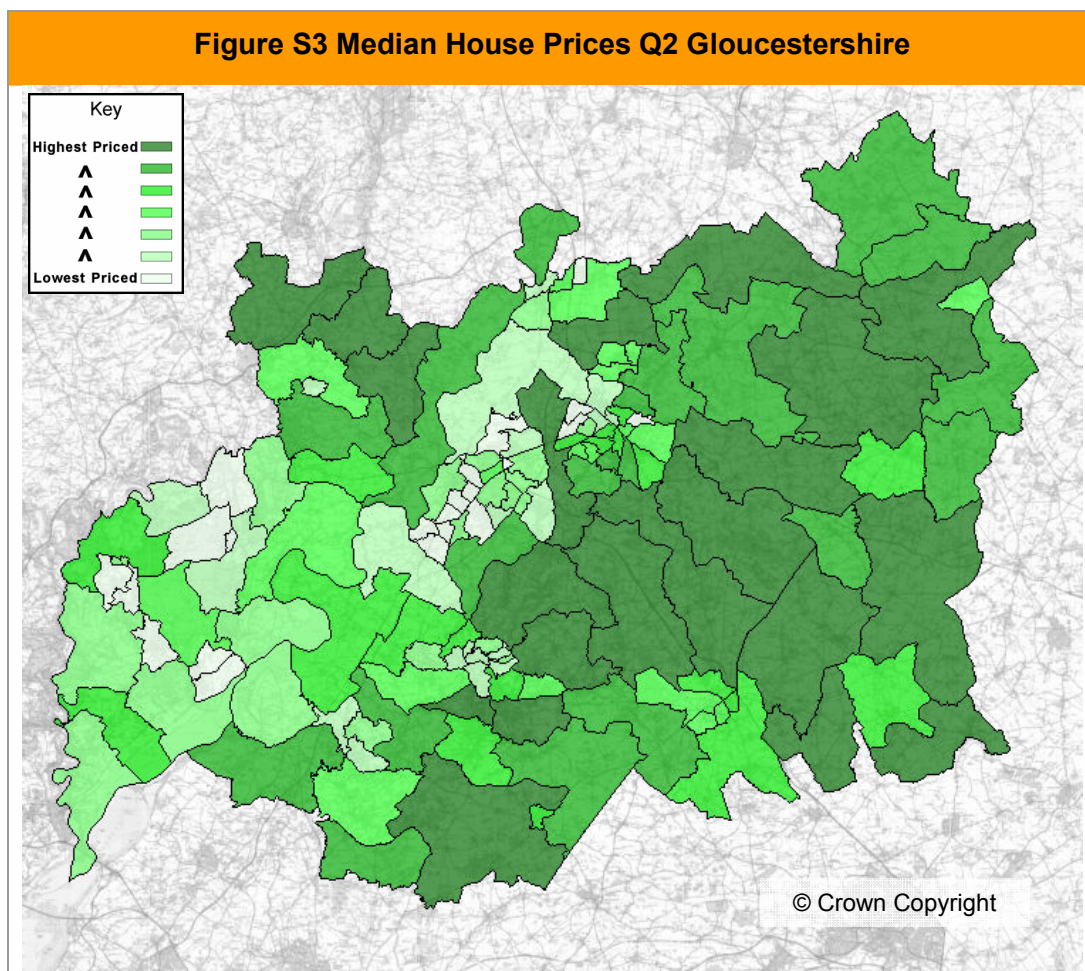 Figure S3 Median House Prices Q2 Gloucestershire
Key
Highest Priced
^
^
^
^
^
Lowest Priced
© Crown Copyright